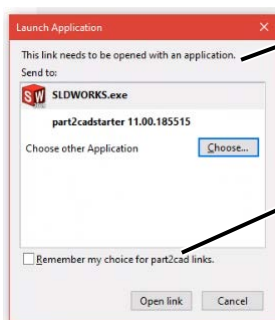 Launch Application
This link needs to be opened with an application.
Send to:
SW SLDWORKS.exe
part2cadstarter 11.00.185515
Choose other Application Choose...
Remember my choice for part2cad links.
Open link Cancel